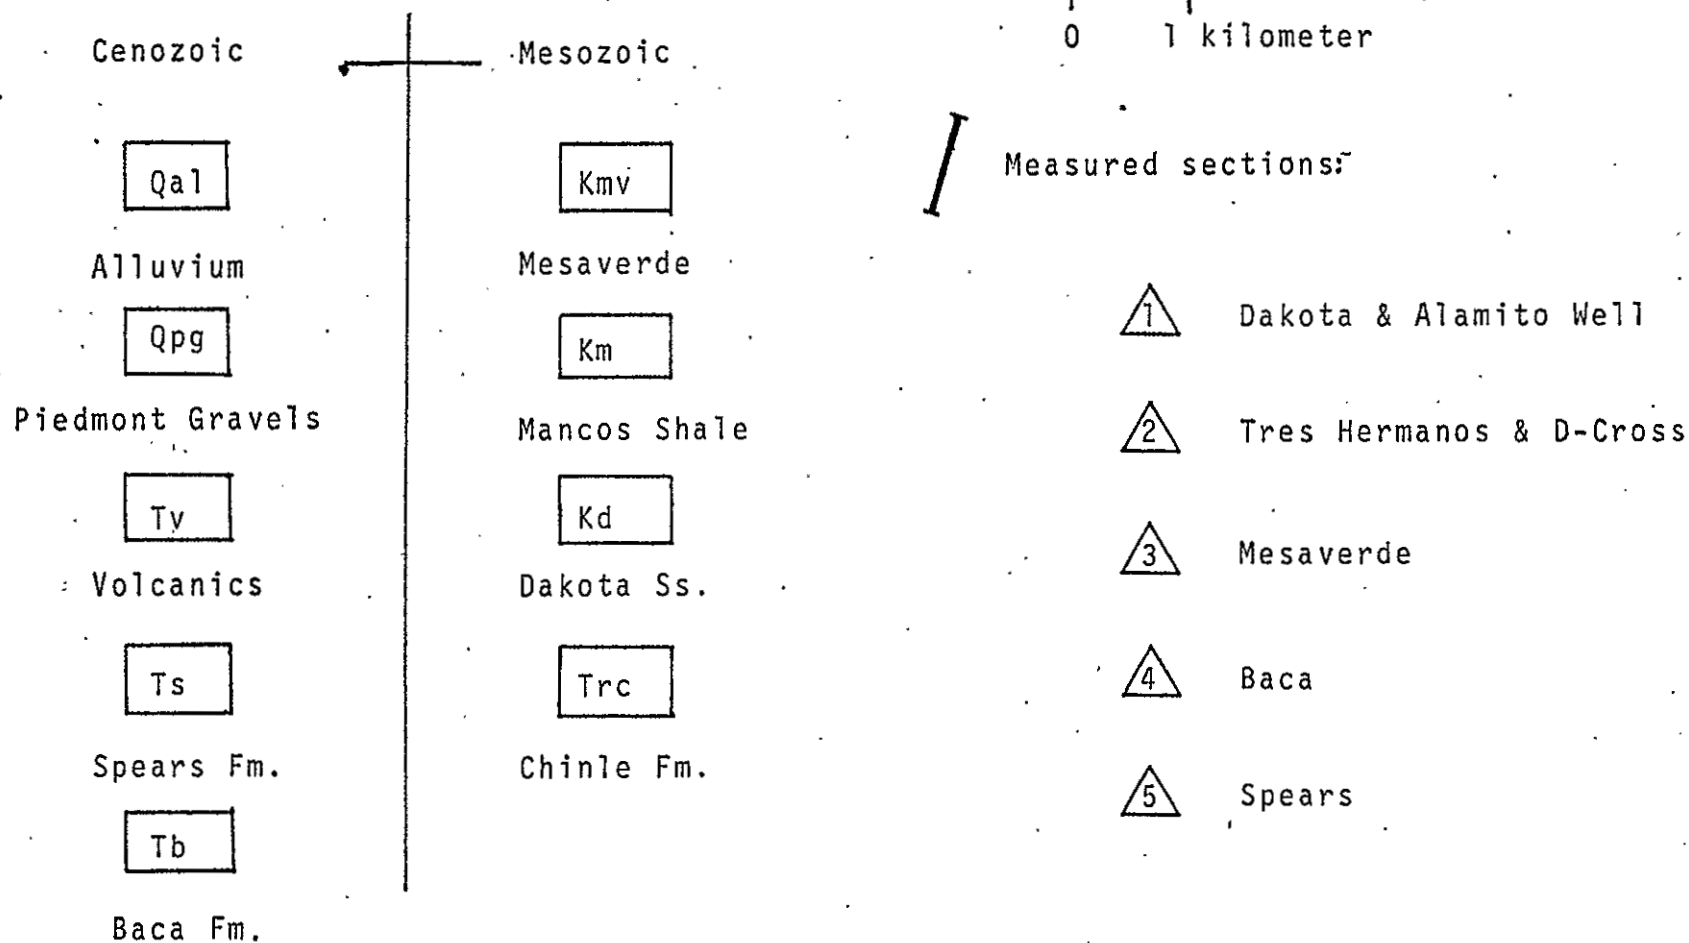 Cenozoic
Qal
Alluvium
Qpg
Piedmont Gravels
Tv
Volcanics
Ts
Spears Fm.
Tb
Baca Fm.
Mesozoic
Kmv
Mesaverde
Km
Mancos Shale
Kd
Dakota Ss.
Trc
Chinle Fm.
0 1 kilometer
Measured sections:
1 Dakota & Alamito Well
2 Tres Hermanos & D-Cross
3 Mesaverde
4 Baca
5 Spears